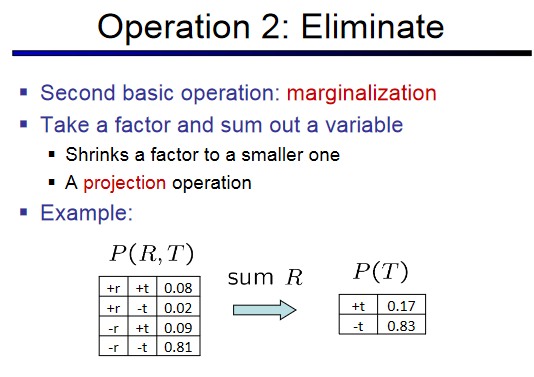 Operation 2: Eliminate
Second basic operation: marginalization
Take a factor and sum out a variable
Shrinks a factor to a smaller one
A projection operation
Example:
P(R, T)
sum R
P(T)
+r +t 0.08
+r -t 0.02
-r +t 0.09
-r -t 0.81
+t 0.17
-t 0.83